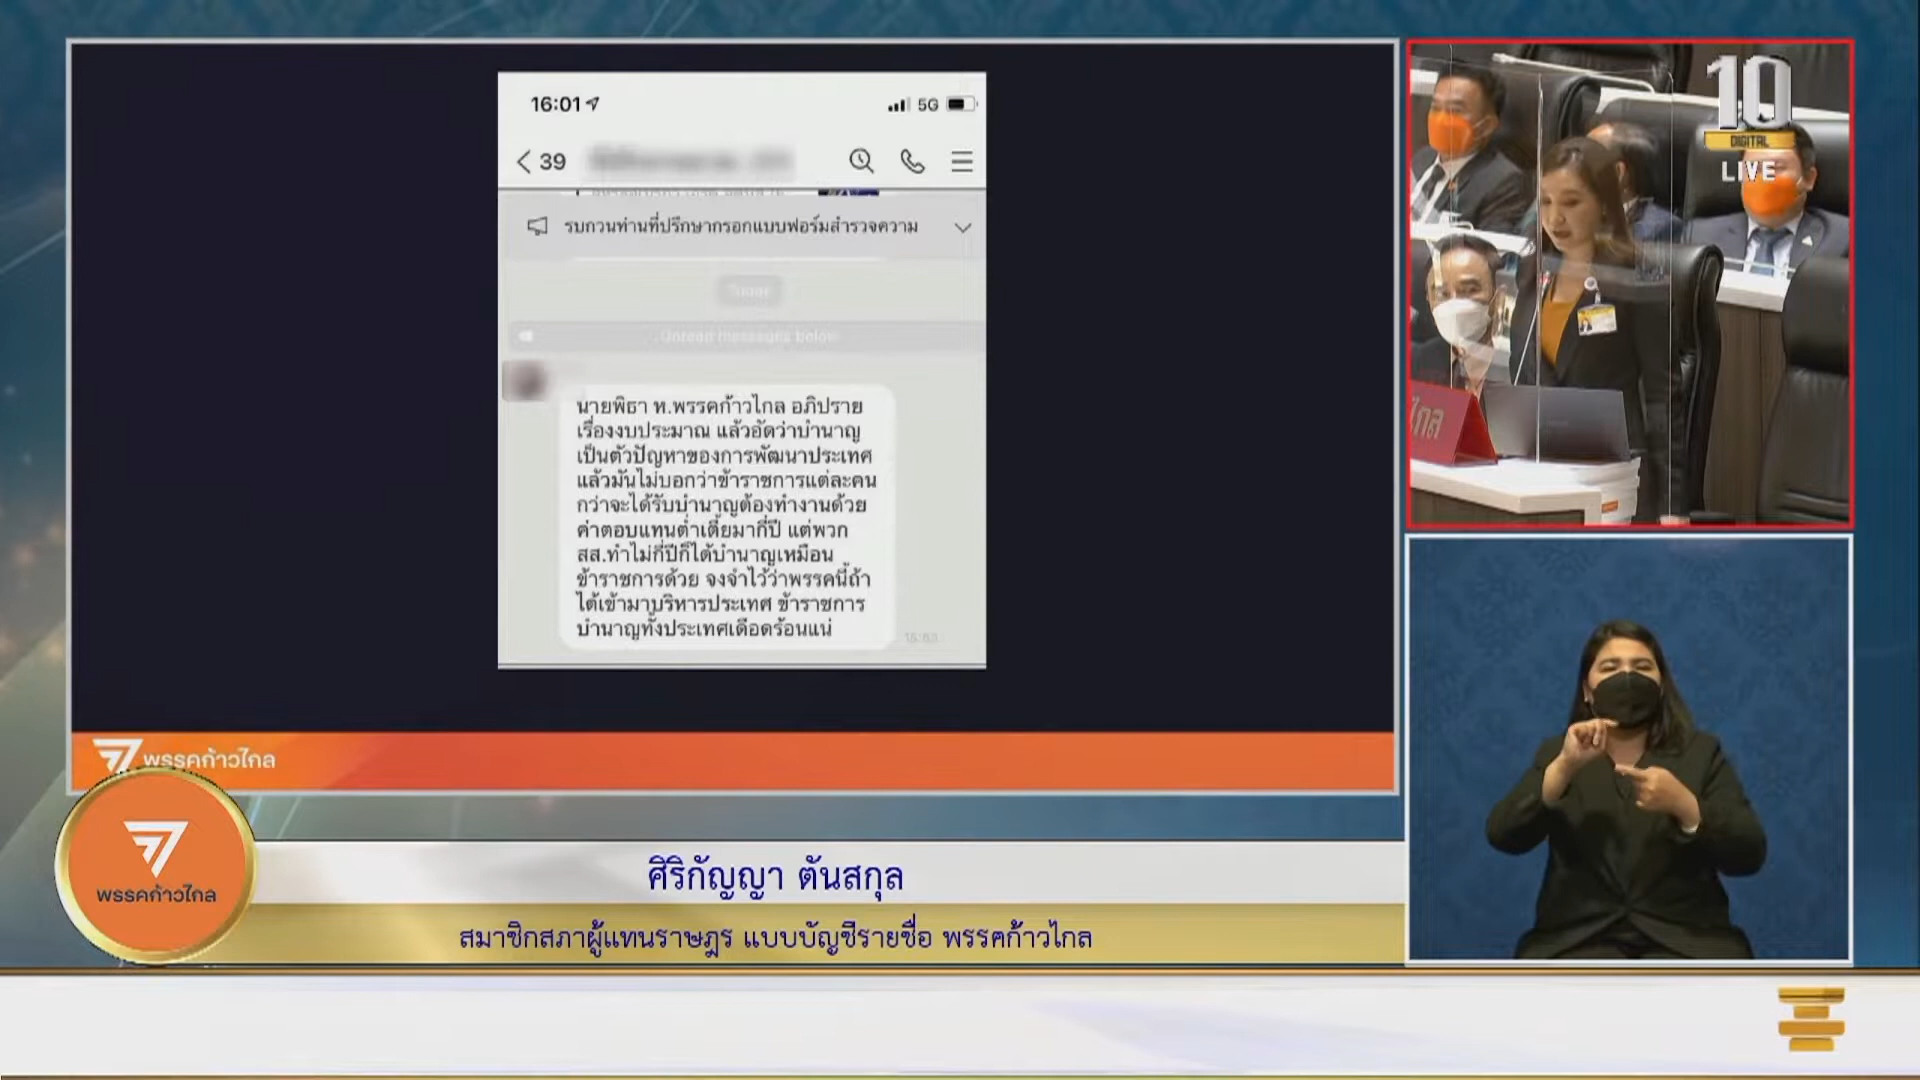 16:01
5G
39
รบกวนท่านที่ปรึกษากรอกแบบฟอร์มสำรวจความ
Unread messages below
นายพิธา ห.พรรคก้าวไกล อภิปราย
เรื่องงบประมาณ แล้วอัดว่าบำนาญ
เป็นตัวปัญหาของการพัฒนาประเทศ
แล้วมันไม่บอกว่าข้าราชการแต่ละคน
กว่าจะได้รับบำนาญต้องทำงานด้วย
ค่าตอบแทนต่ำเตี้ยมากี่ปี แต่พวก
สส.ทำไม่กี่ปีก็ได้บำนาญเหมือน
ข้าราชการด้วย จงจำไว้ว่าพรรคนี้ถ้า
ได้เข้ามาบริหารประเทศ ข้าราชการ
บำนาญทั้งประเทศเดือดร้อนแน่
พรรคก้าวไกล
10
DIGITAL
LIVE
ไกล
พรรคก้าวไกล
ศิริกัญญา ตันสกุล
สมาชิกสภาผู้แทนราษฎร แบบบัญชีรายชื่อ พรรคก้าวไกล